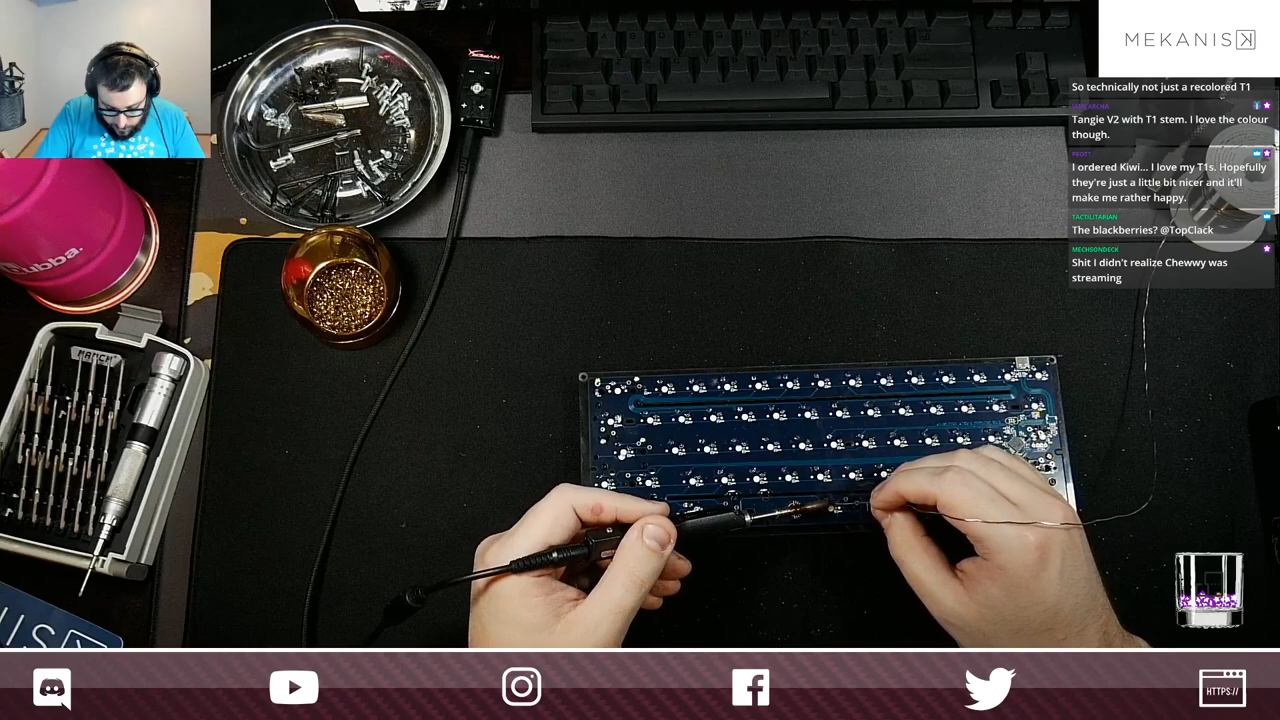 MEKANISK
So technically not just a recolored T1
Tangie V2 with T1 stem. I love the colour
though.
I ordered Kiwi... I love my T1s. Hopefully
they're just a little bit nicer and it'll
make me rather happy.
TACTILITARIAN
The blackberries? @TopClack
MECHSONDECK
Shit I didn't realize Chewwy was
streaming
bubba.
NIS
HTTPS://